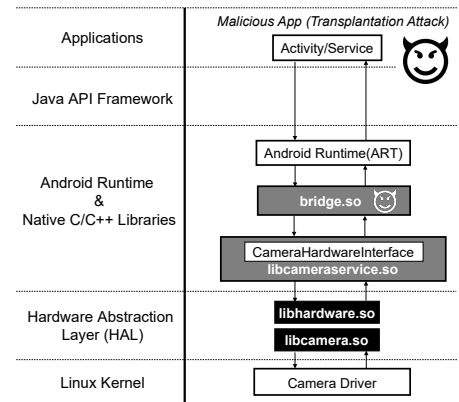 Malicious App (Transplantation Attack)
Applications
Activity/Service
Java API Framework
Android Runtime
&
Native C/C++ Libraries
Android Runtime(ART)
bridge.so
CameraHardwareInterface
libcameraservice.so
Hardware Abstraction
Layer (HAL)
libhardware.so
libcamera.so
Linux Kernel
Camera Driver